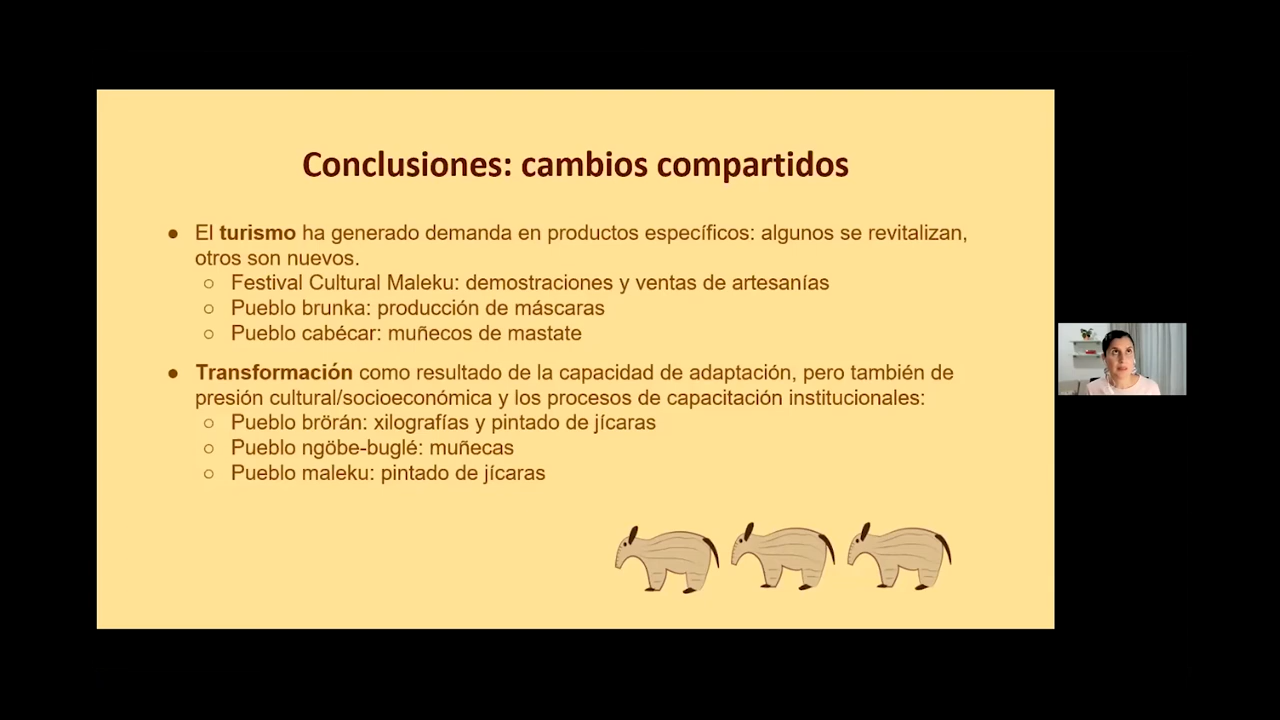 Conclusiones: cambios compartidos
● El turismo ha generado demanda en productos específicos: algunos se revitalizan,
otros son nuevos.
○ Festival Cultural Maleku: demostraciones y ventas de artesanías
○ Pueblo brunka: producción de máscaras
○ Pueblo cabécar: muñecos de mastate
● Transformación como resultado de la capacidad de adaptación, pero también de
presión cultural/socioeconómica y los procesos de capacitación institucionales:
○ Pueblo brörán: xilografías y pintado de jícaras
○ Pueblo ngöbe-buglé: muñecas
○ Pueblo maleku: pintado de jícaras